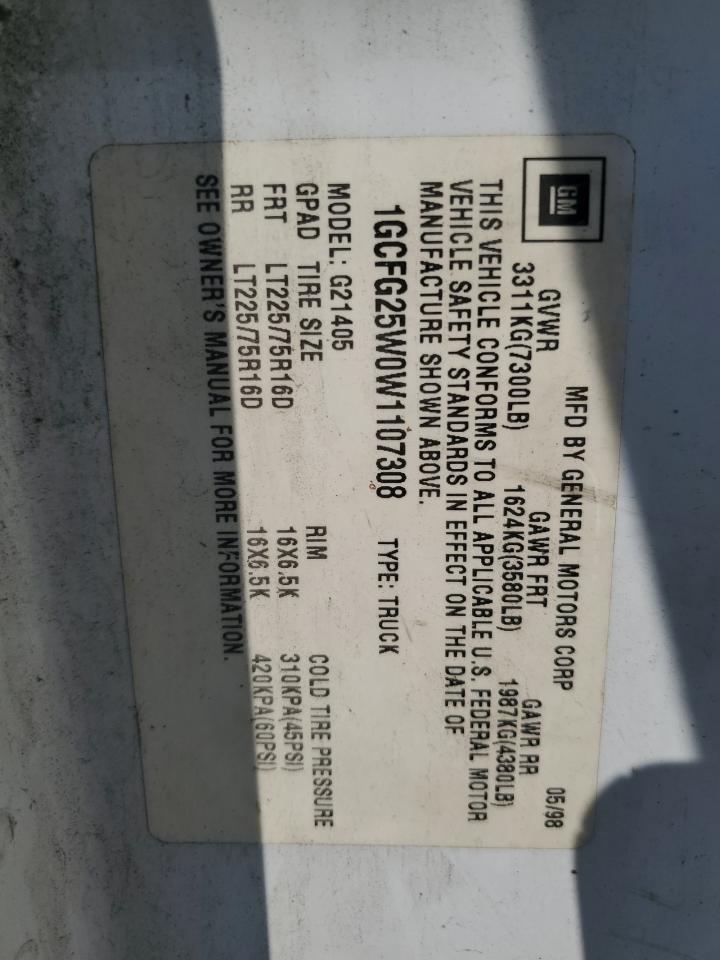 GM
MFD BY GENERAL MOTORS CORP 05/98
GVWR GAWR FRT GAWR RR
3311KG(7300LB) 1624KG(3580LB) 1987KG(4380LB)
THIS VEHICLE CONFORMS TO ALL APPLICABLE U.S. FEDERAL MOTOR
VEHICLE SAFETY STANDARDS IN EFFECT ON THE DATE OF
MANUFACTURE SHOWN ABOVE.
1GCFG25W0W1107308 TYPE: TRUCK
MODEL: G21405
GPAD TIRE SIZE RIM COLD TIRE PRESSURE
FRT LT225/75R16D 16X6.5K 310KPA(45PSI)
RR LT225/75R16D 16X6.5K 420KPA(60PSI)
SEE OWNER'S MANUAL FOR MORE INFORMATION.